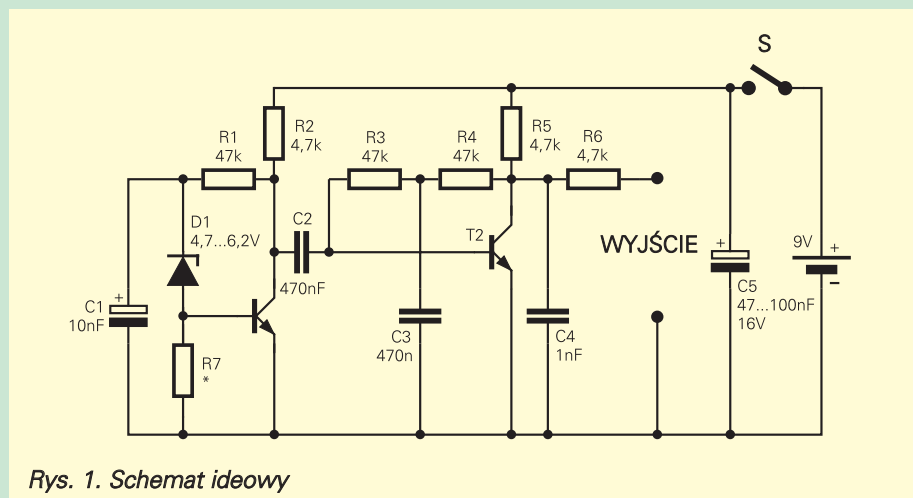 S
R1
47k
R2
4,7k
R3
47k
R4
47k
R5
4,7k
R6
4,7k
D1
4,7...6,2V
C2
470nF
T2
WYJŚCIE
+
9V
+
–
C1
+
10nF
C5
47...100nF
16V
R7
*
C3
470n
C4
1nF
Rys. 1. Schemat ideowy